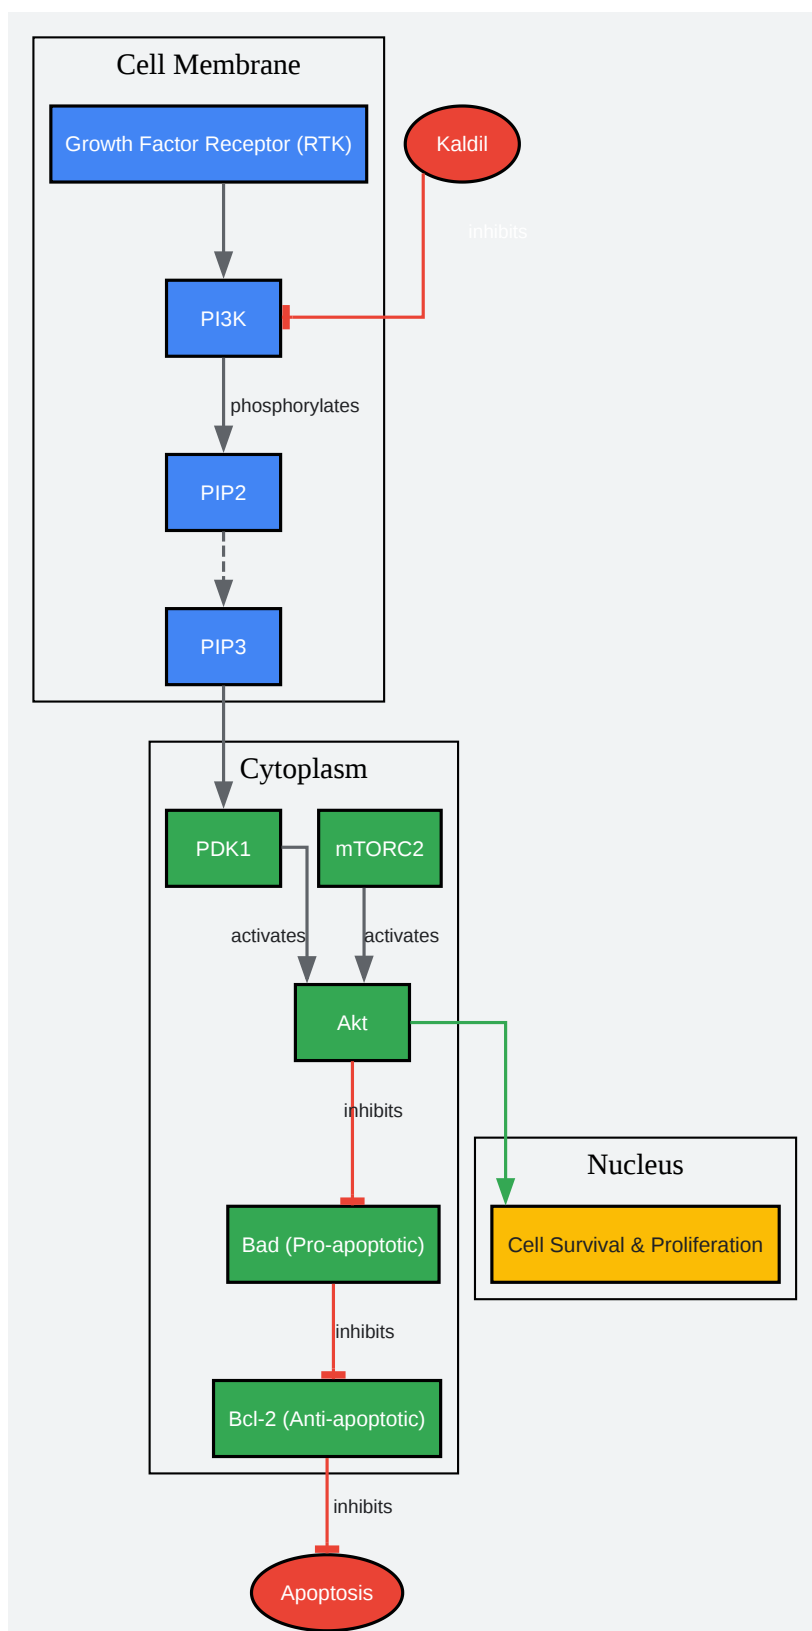 Cell Membrane
Growth Factor Receptor (RTK)
Kaldil
inhibits
PI3K
phosphorylates
PIP2
PIP3
Cytoplasm
PDK1
mTORC2
activates
activates
Akt
inhibits
Nucleus
Bad (Pro-apoptotic)
Cell Survival & Proliferation
inhibits
Bcl-2 (Anti-apoptotic)
inhibits
Apoptosis